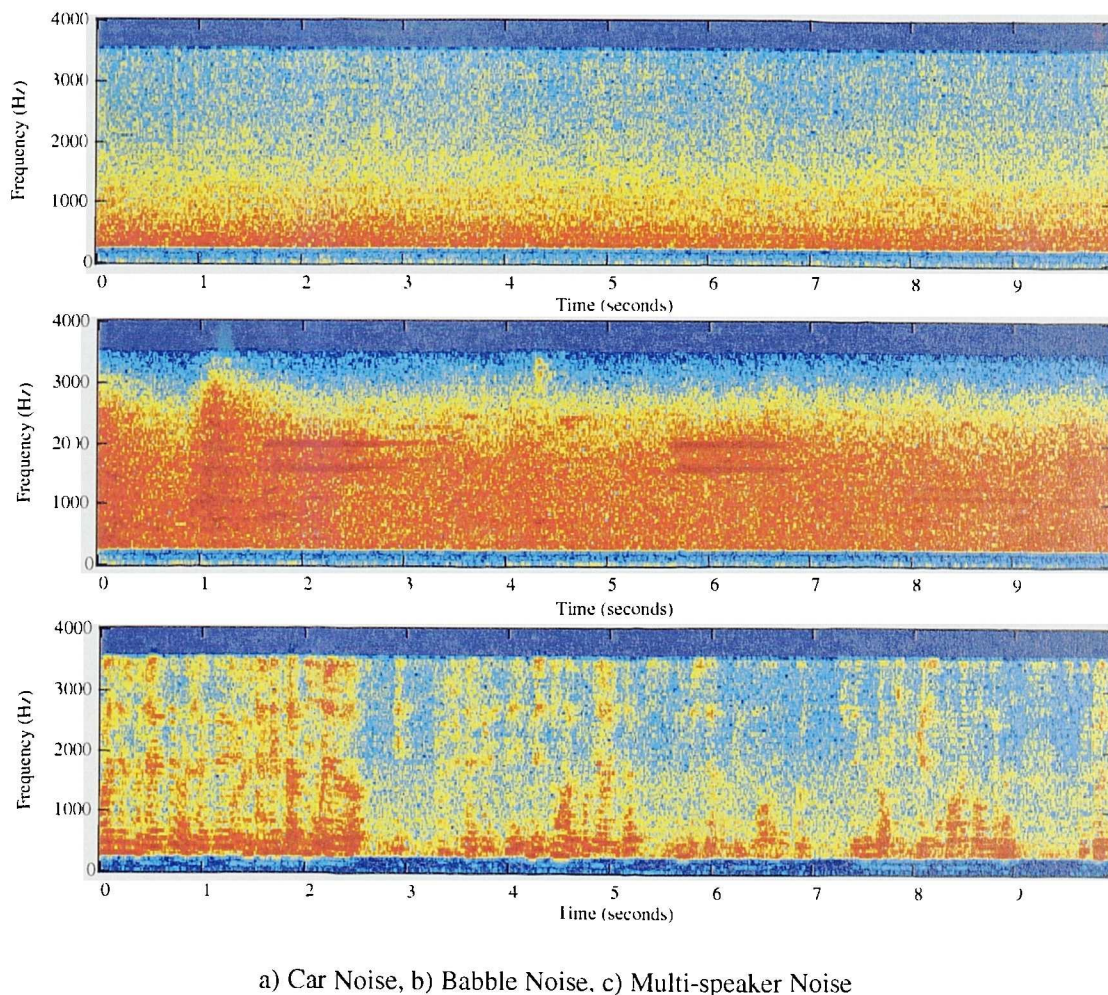 4000
3000
2000
1000
0
Frequency (Hz)
0 1 2 3 4 5 6 7 8 9
Time (seconds)
4000
3000
2000
1000
0
Frequency (Hz)
0 1 2 3 4 5 6 7 8 9
Time (seconds)
4000
3000
2000
1000
0
Frequency (Hz)
0 1 2 3 4 5 6 7 8 9
Time (seconds)
a) Car Noise, b) Babble Noise, c) Multi-speaker Noise